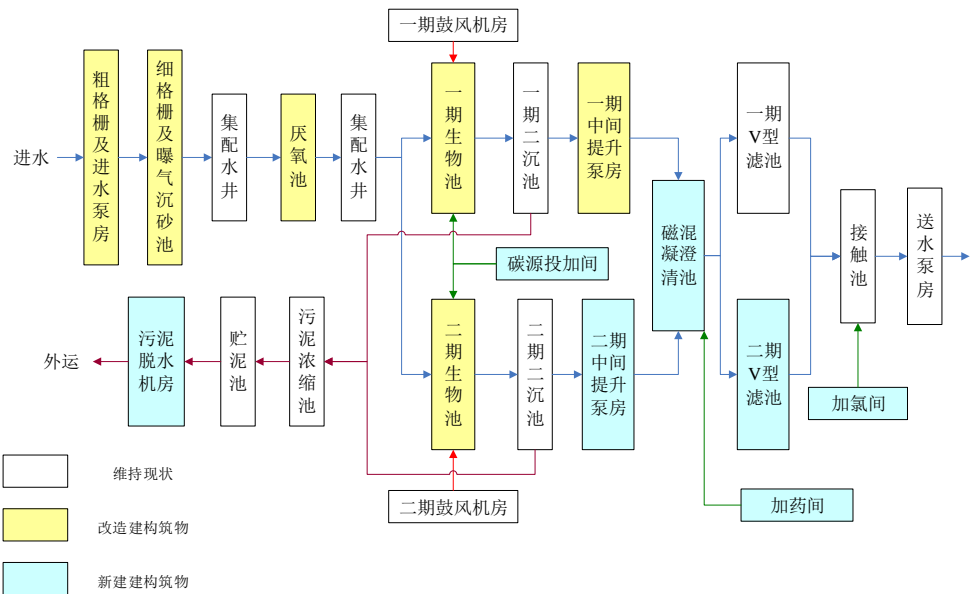 一期鼓风机房
进水
粗格栅及进水泵房
细格栅及曝气沉砂池
集配水井
厌氧池
集配水井
一期生物池
一期二沉池
一期
中间
提升
泵房
磁混
凝澄
清池
一期
V型
滤池
接触池
送水泵房
碳源投加间
外运
污泥
脱水
机房
贮泥池
污泥浓缩池
二期生物池
二期二沉池
二期
中间
提升
泵房
二期
V型
滤池
加氯间
维持现状
二期鼓风机房
加药间
改造建构筑物
新建建构筑物